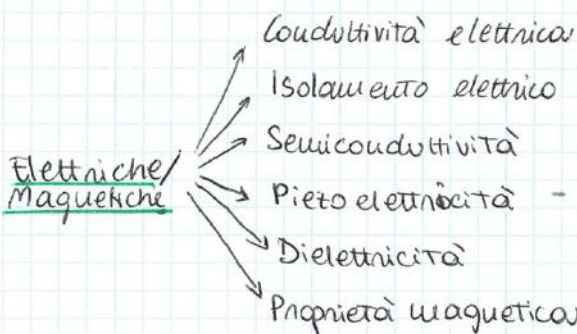 Conduttività elettrica
Isolamento elettrico
Semiconduttività
Elettriche/
Magnetiche
Piezoelettricità -
Dielettricità
Proprietà magnetica